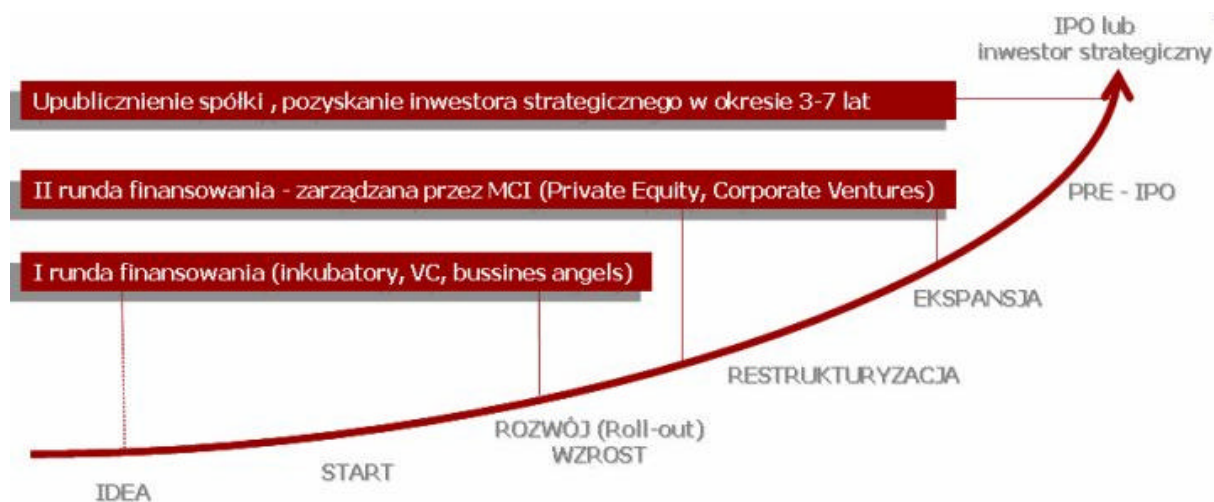 IPO lub
inwestor strategiczny
Upublicznienie spółki , pozyskanie inwestora strategicznego w okresie 3-7 lat
II runda finansowania - zarządzana przez MCI (Private Equity, Corporate Ventures)
PRE - IPO
I runda finansowania (inkubatory, VC, bussines angels)
EKSPANSJA
RESTRUKTURYZACJA
ROZWÓJ (Roll-out)
WZROST
START
IDEA